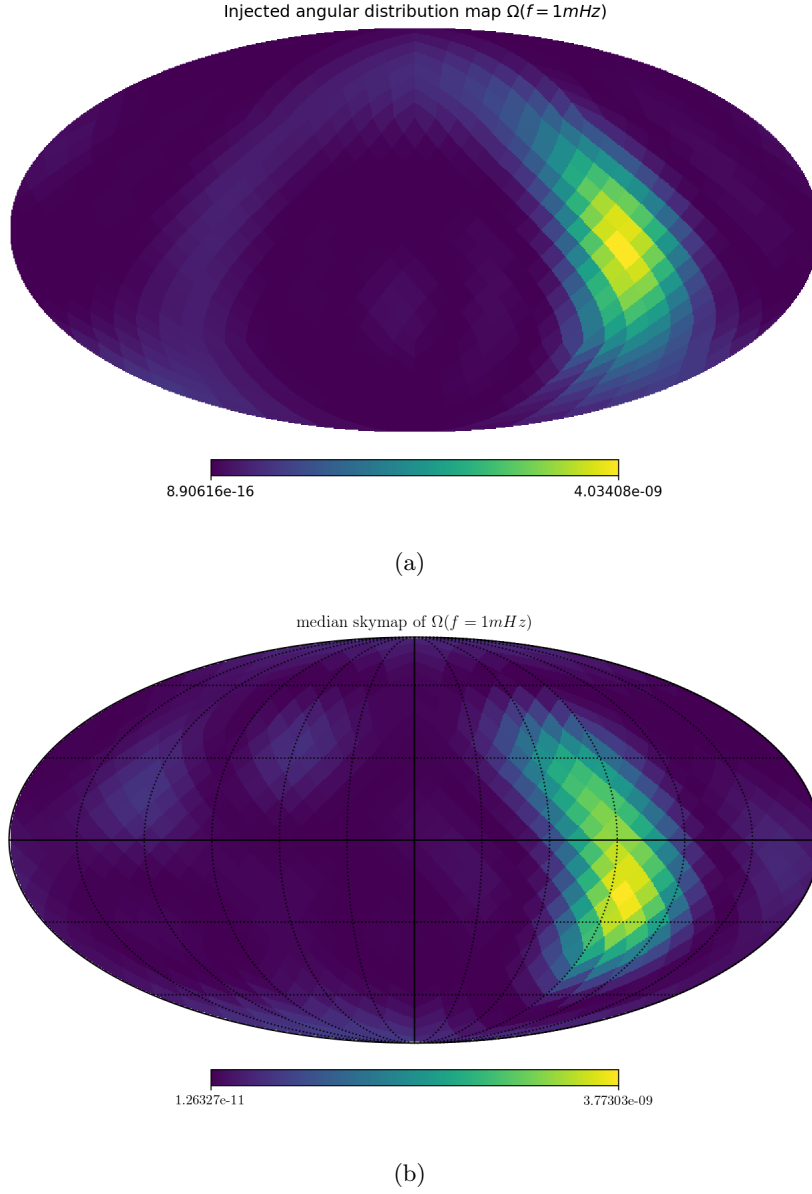 Injected angular distribution map Ω(f = 1mHz)
8.90616e-16 4.03408e-09
(a)
median skymap of Ω(f = 1mHz)
1.26327e-11 3.77303e-09
(b)